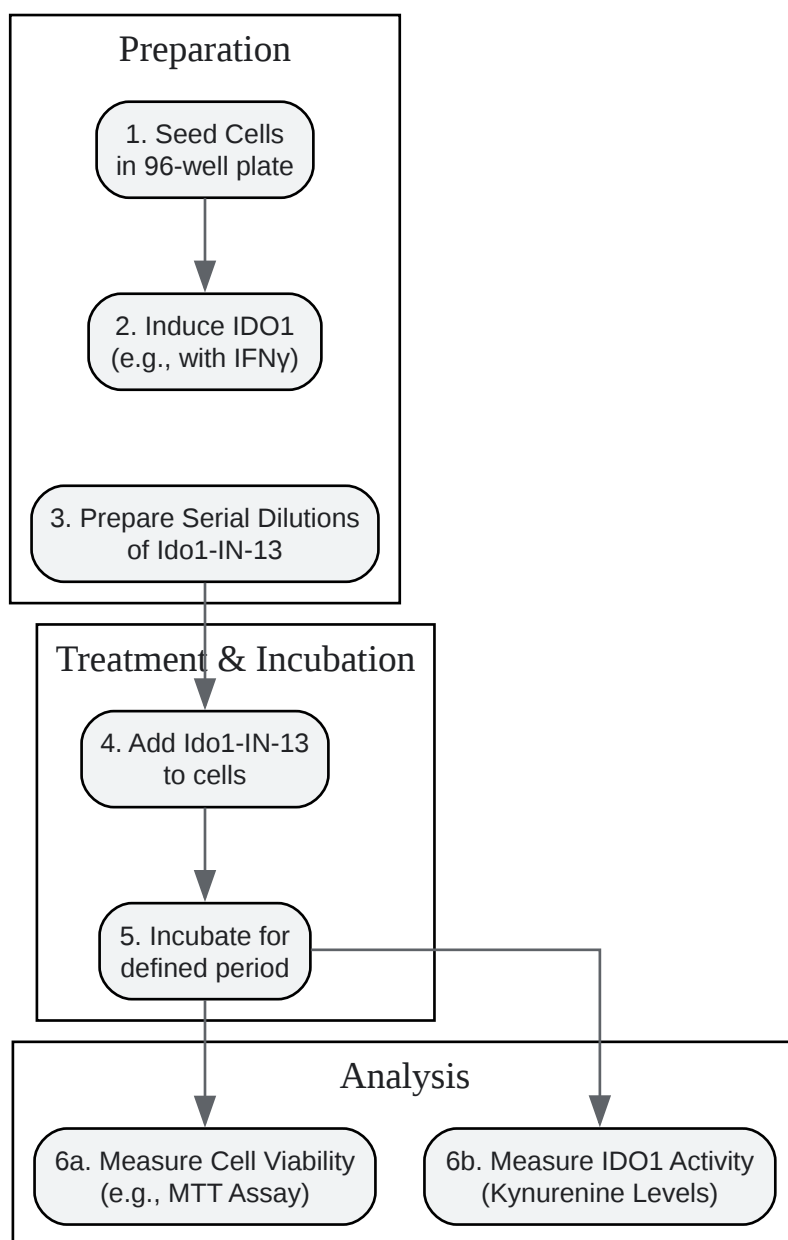 Preparation
1. Seed Cells
in 96-well plate
2. Induce IDO1
(e.g., with IFNγ)
3. Prepare Serial Dilutions
of Ido1-IN-13
Treatment & Incubation
4. Add Ido1-IN-13
to cells
5. Incubate for
defined period
Analysis
6a. Measure Cell Viability
(e.g., MTT Assay)
6b. Measure IDO1 Activity
(Kynurenine Levels)